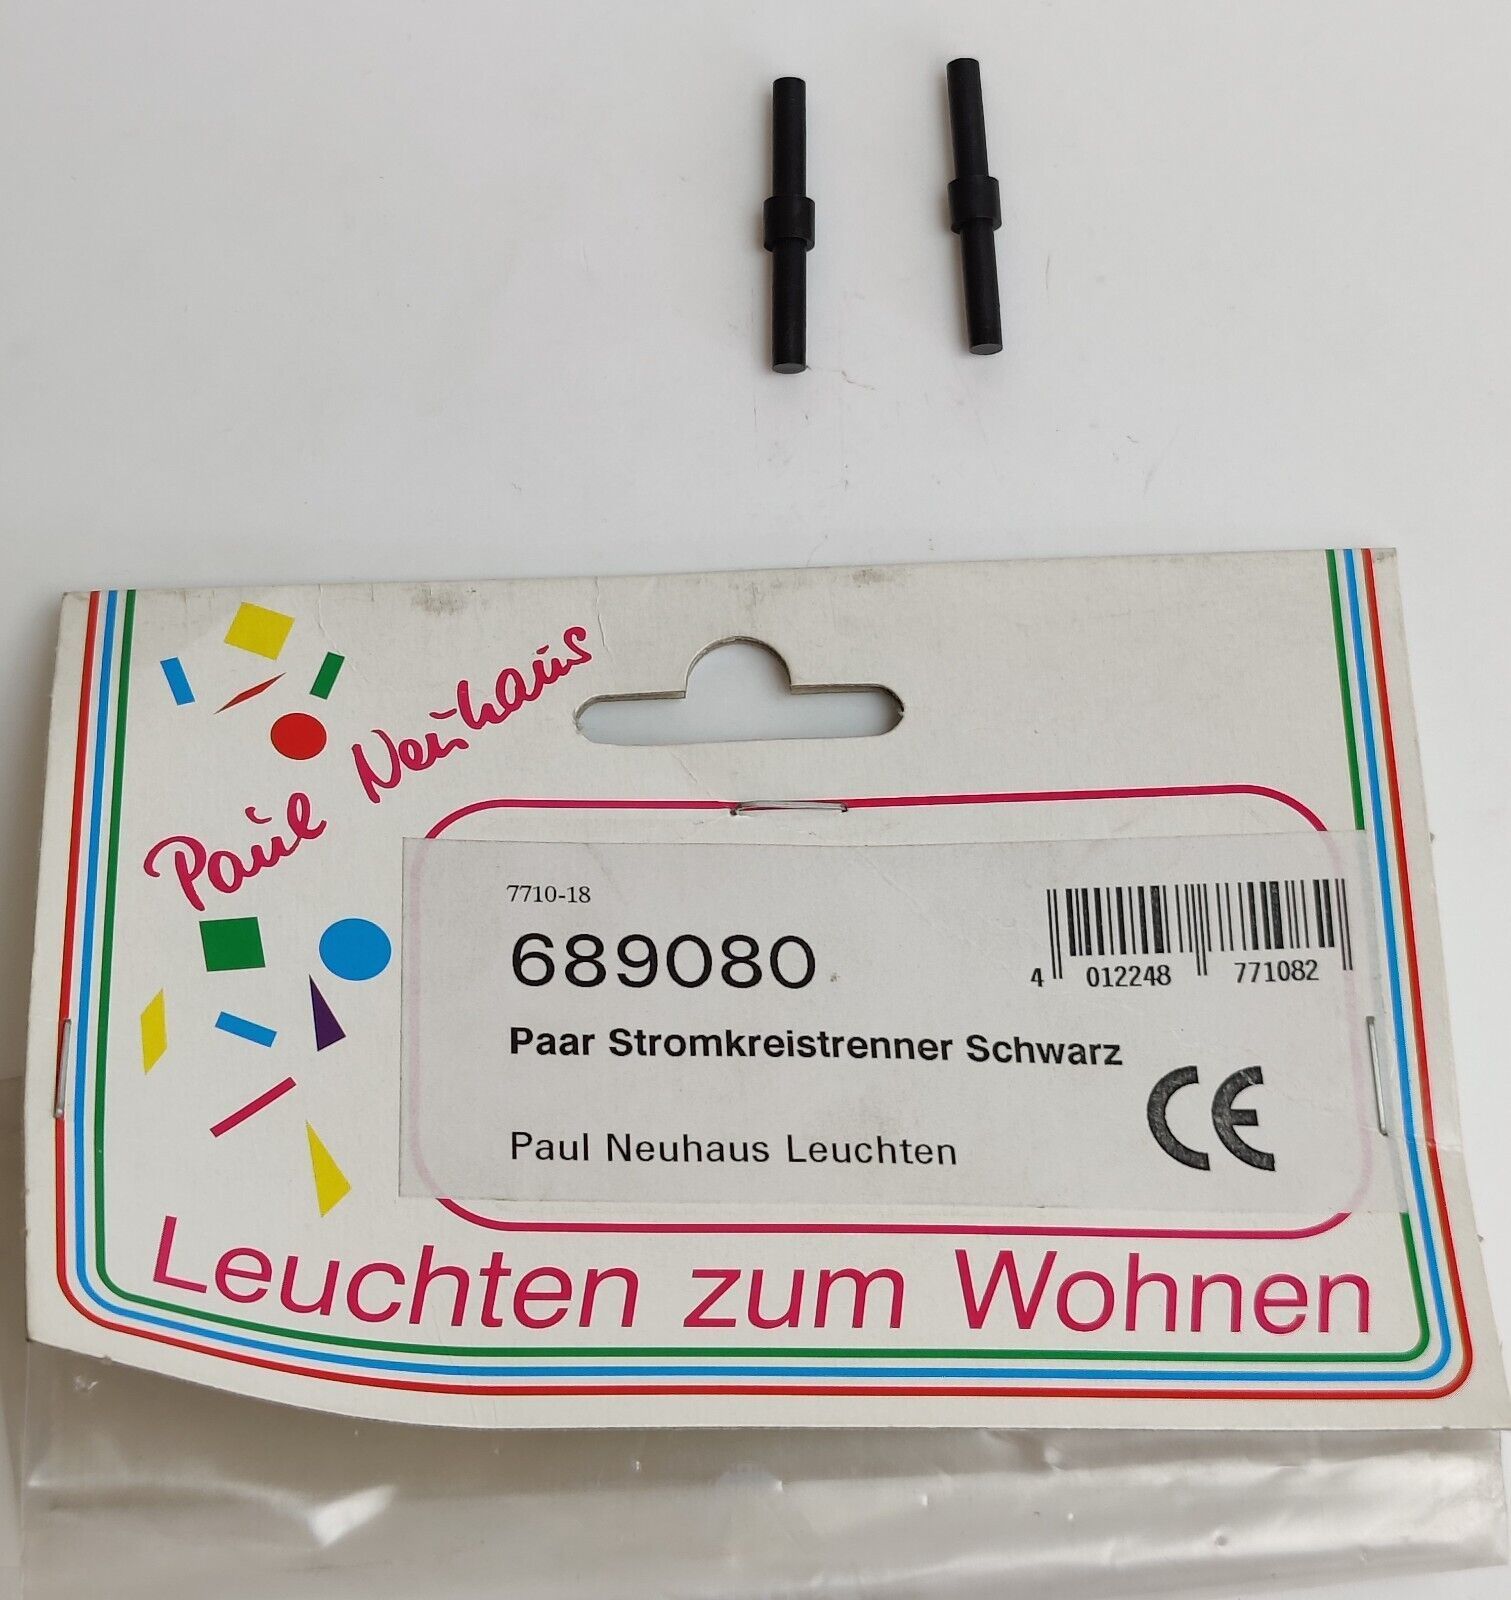 Paul Neuhaus
7710-18
689080
4 012248 771082
Paar Stromkreistrenner Schwarz
CE
Paul Neuhaus Leuchten
Leuchten zum Wohnen